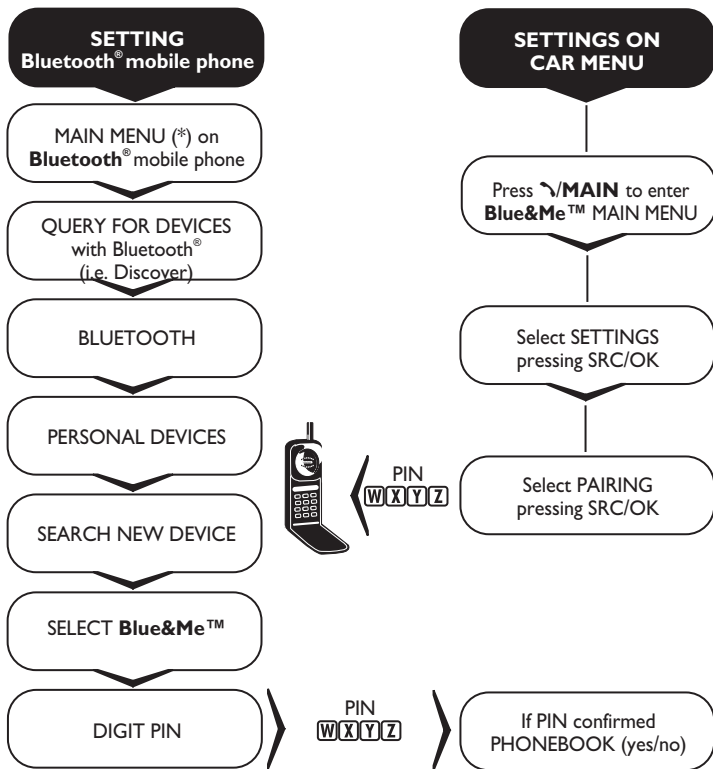 SETTING
Bluetooth® mobile phone
MAIN MENU (*) on
Bluetooth® mobile phone
QUERY FOR DEVICES
with Bluetooth®
(i.e. Discover)
BLUETOOTH
PERSONAL DEVICES
SEARCH NEW DEVICE
SELECT Blue&Me™
DIGIT PIN
PIN
WXYZ
SETTINGS ON
CAR MENU
Press /MAIN to enter
Blue&Me™ MAIN MENU
Select SETTINGS
pressing SRC/OK
Select PAIRING
pressing SRC/OK
PIN
WXYZ
If PIN confirmed
PHONEBOOK (yes/no)